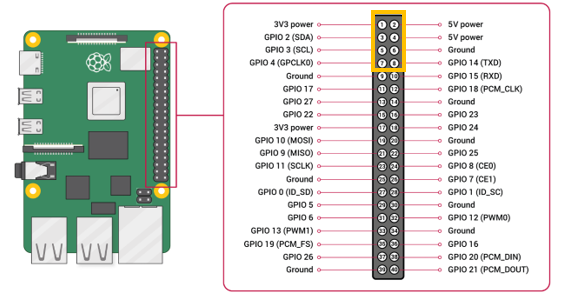 3V3 power 1 2 5V power
GPIO 2 (SDA) 3 4 5V power
GPIO 3 (SCL) 5 6 Ground
GPIO 4 (GPCLK0) 7 8 GPIO 14 (TXD)
Ground 9 10 GPIO 15 (RXD)
GPIO 17 11 12 GPIO 18 (PCM_CLK)
GPIO 27 13 14 Ground
GPIO 22 15 16 GPIO 23
3V3 power 17 18 GPIO 24
GPIO 10 (MOSI) 19 20 Ground
GPIO 9 (MISO) 21 22 GPIO 25
GPIO 11 (SCLK) 23 24 GPIO 8 (CE0)
Ground 25 26 GPIO 7 (CE1)
GPIO 0 (ID_SD) 27 28 GPIO 1 (ID_SC)
GPIO 5 29 30 Ground
GPIO 6 31 32 GPIO 12 (PWM0)
GPIO 13 (PWM1) 33 34 Ground
GPIO 19 (PCM_FS) 35 36 GPIO 16
GPIO 26 37 38 GPIO 20 (PCM_DIN)
Ground 39 40 GPIO 21 (PCM_DOUT)